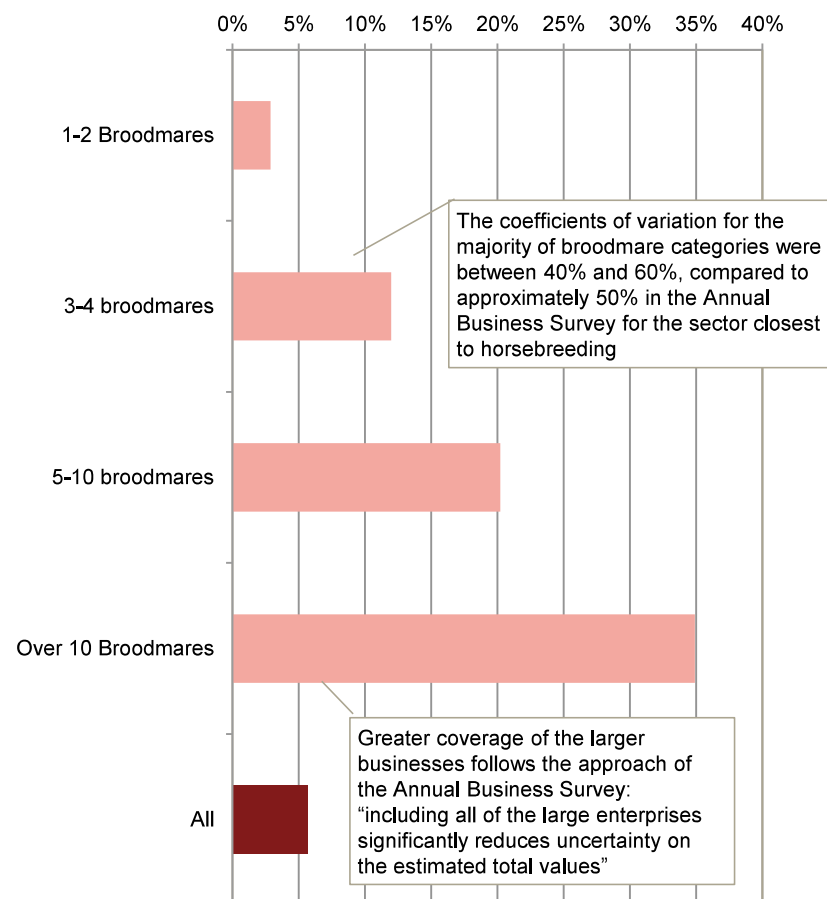 0% 5% 10% 15% 20% 25% 30% 35% 40%
1-2 Broodmares
The coefficients of variation for the
majority of broodmare categories were
between 40% and 60%, compared to
approximately 50% in the Annual
Business Survey for the sector closest
to horsebreeding
3-4 broodmares
5-10 broodmares
Over 10 Broodmares
Greater coverage of the larger
businesses follows the approach of
the Annual Business Survey:
“including all of the large enterprises
significantly reduces uncertainty on
the estimated total values”
All